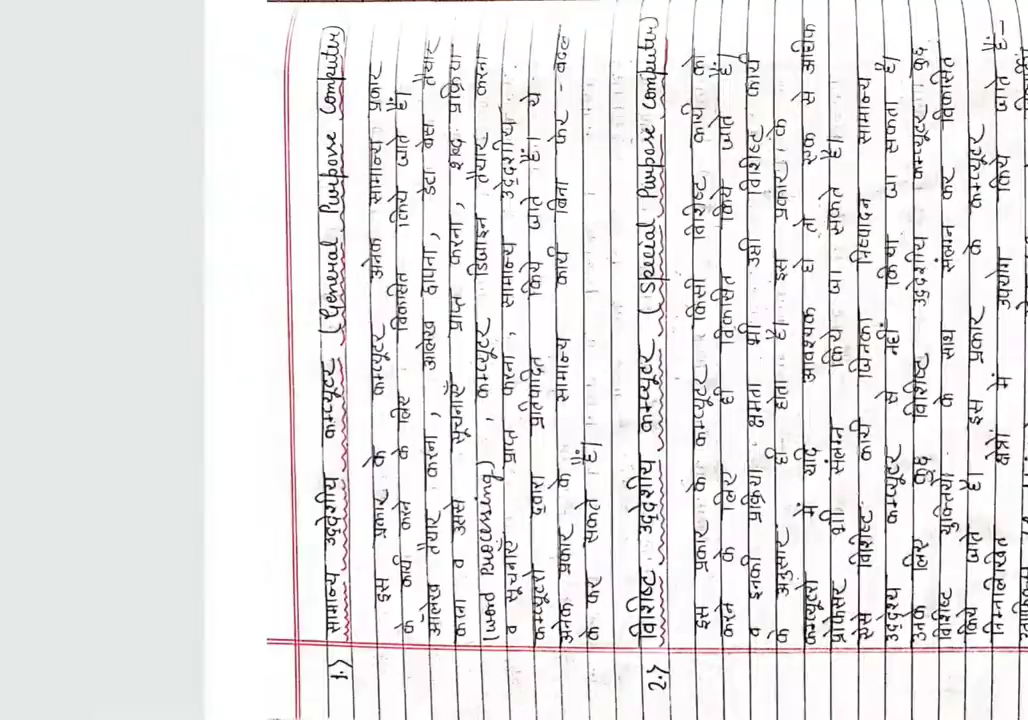 1.) सामान्य उद्देशीय कम्प्यूटर (General Purpose Computer)
इस प्रकार के कम्प्यूटर अनेक सामान्य प्रकार
के कार्य करने के लिए विकसित किये जाते हैं।
आलेख तैयार करना, आलेख छापना, डेटा बेस तैयार
करना व उससे सूचनाएँ प्राप्त करना, शब्द प्रक्रिया
(word processing), कम्प्यूटर डिजाइन तैयार करना
व सूचनाएँ प्राप्त करना, सामान्य उद्देशीय
कम्प्यूटरो द्वारा प्रतिपादित किये जाते हैं। ये
अनेक प्रकार के सामान्य कार्य बिना फेर-बदल
के कर सकते हैं।
2.) विशिष्ट उद्देशीय कम्प्यूटर (Special Purpose Computer)
इस प्रकार के कम्प्यूटर किसी विशिष्ट कार्य को
करने के लिए ही विकसित किये जाते हैं।
व इनकी प्रक्रिया क्षमता भी उसी विशिष्ट कार्य
के अनुसार ही होता है। इस प्रकार के
कम्प्यूटरो में यदि आवश्यक हो तो एक से अधिक
प्रोसेसर भी संलग्न किये जा सकते हैं।
ऐसे विशिष्ट कार्य जिनका निष्पादन सामान्य
उद्देश्य कम्प्यूटर से नहीं किया जा सकता है।
उनके लिए कुछ विशिष्ट उद्देशीय कम्प्यूटर कुछ
विशिष्ट युक्तियो के साथ संलग्न कर विकसित
किये जाते हैं। इस प्रकार के कम्प्यूटर
निम्नलिखित क्षेत्रों में उपयोग किये जाते हैं:-